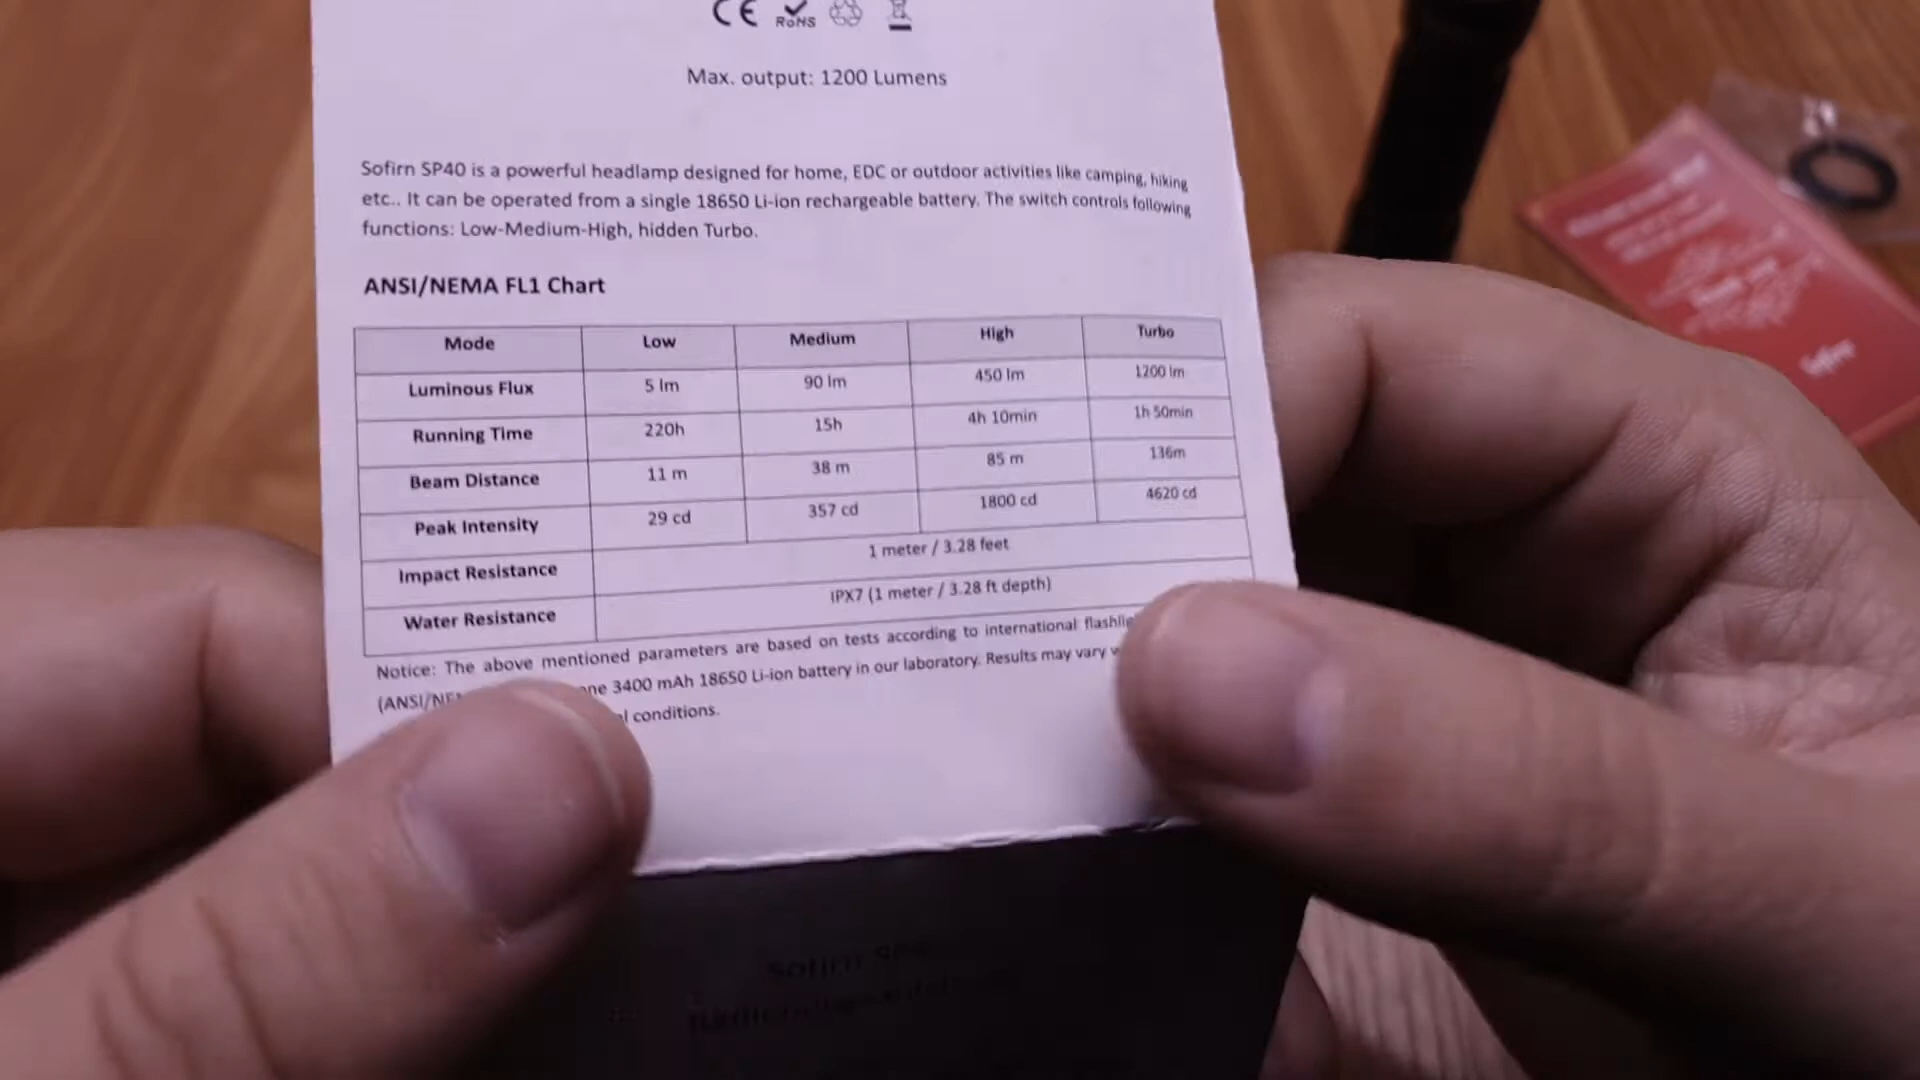 CE RoHS
Max. output: 1200 Lumens
Sofirn SP40 is a powerful headlamp designed for home, EDC or outdoor activities like camping, hiking
etc.. It can be operated from a single 18650 Li-ion rechargeable battery. The switch controls following
functions: Low-Medium-High, hidden Turbo.
ANSI/NEMA FL1 Chart
Mode Low Medium High Turbo
Luminous Flux 5 lm 90 lm 450 lm 1200 lm
Running Time 220h 15h 4h 10min 1h 50min
Beam Distance 11 m 38 m 85 m 136m
Peak Intensity 29 cd 357 cd 1800 cd 4620 cd
Impact Resistance 1 meter / 3.28 feet
Water Resistance IPX7 (1 meter / 3.28 ft depth)
Notice: The above mentioned parameters are based on tests according to international
3400 mAh 18650 Li-ion battery in our laboratory. Results may vary
conditions.
Sofirn